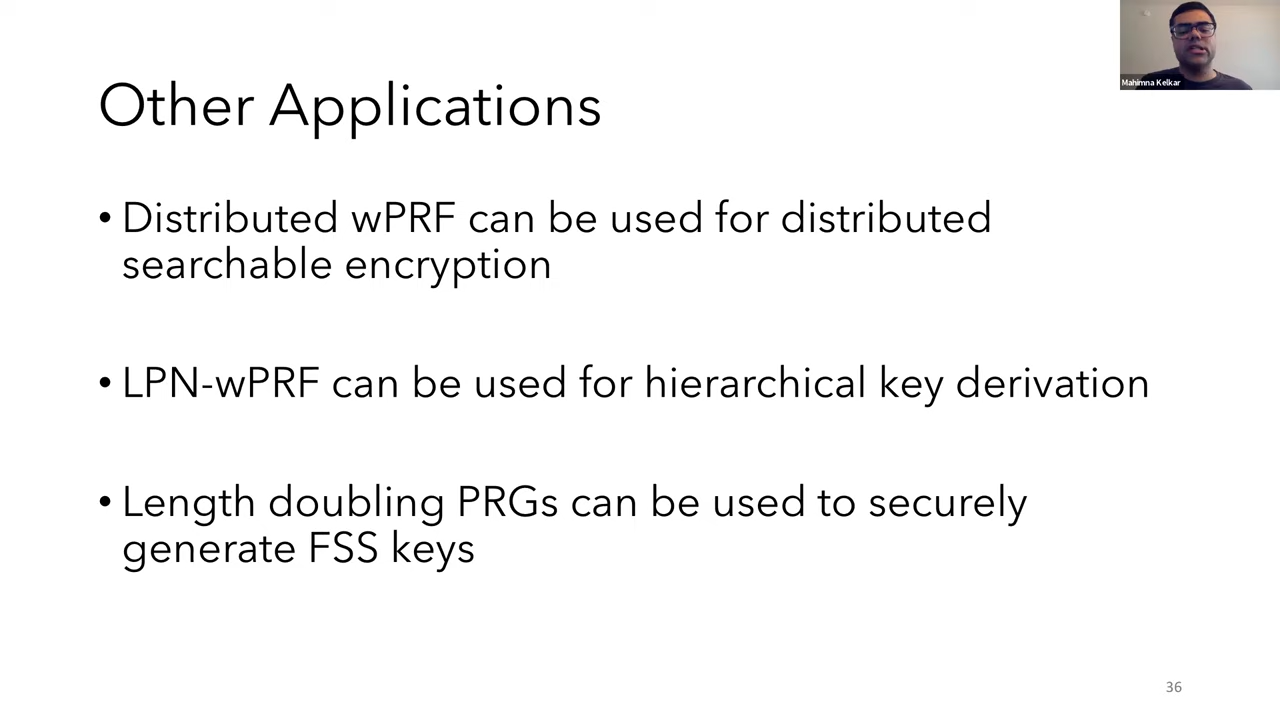 Mahimna Kelkar
Other Applications
• Distributed wPRF can be used for distributed
searchable encryption
• LPN-wPRF can be used for hierarchical key derivation
• Length doubling PRGs can be used to securely
generate FSS keys
36